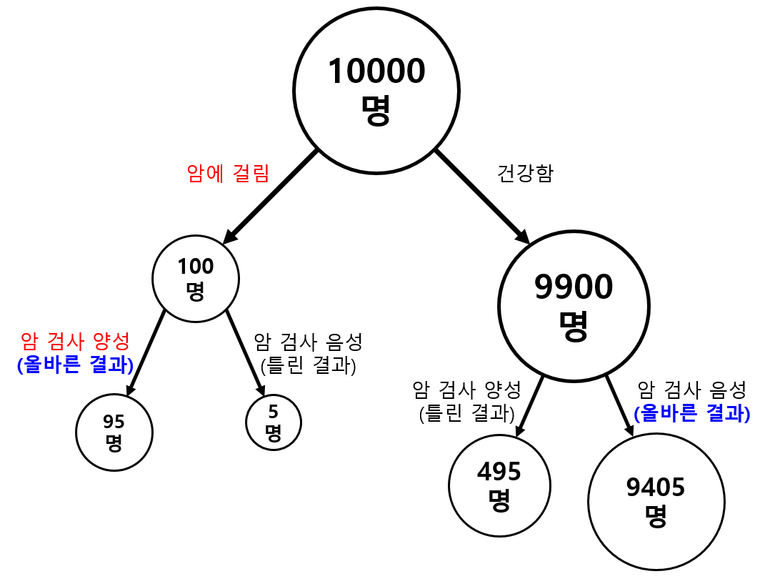 10000
명
암에 걸림
건강함
100
명
9900
명
암 검사 양성
(올바른 결과)
암 검사 음성
(틀린 결과)
암 검사 양성
(틀린 결과)
암 검사 음성
(올바른 결과)
95
명
5
명
495
명
9405
명